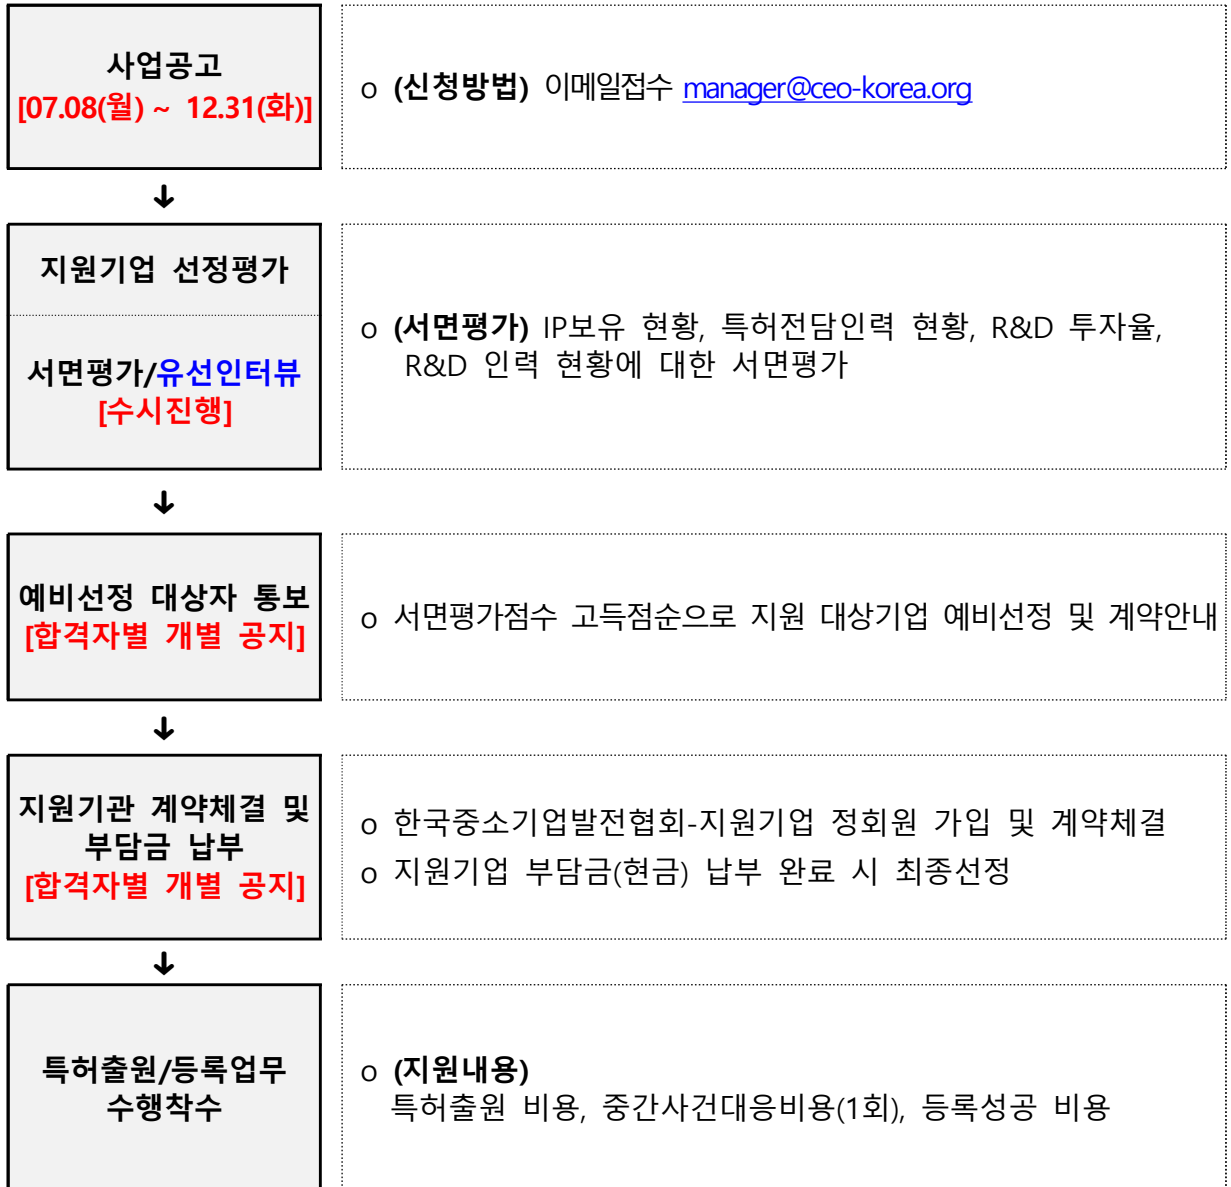 사업공고
[07.08(월) ~ 12.31(화)]
o (신청방법) 이메일접수 manager@ceo-korea.org
↓
지원기업 선정평가
서면평가/유선인터뷰
[수시진행]
o (서면평가) IP보유 현황, 특허전담인력 현황, R&D 투자율,
R&D 인력 현황에 대한 서면평가
↓
예비선정 대상자 통보
[합격자별 개별 공지]
o 서면평가점수 고득점순으로 지원 대상기업 예비선정 및 계약안내
↓
지원기관 계약체결 및
부담금 납부
[합격자별 개별 공지]
o 한국중소기업발전협회-지원기업 정회원 가입 및 계약체결
o 지원기업 부담금(현금) 납부 완료 시 최종선정
↓
특허출원/등록업무
수행착수
o (지원내용)
특허출원 비용, 중간사건대응비용(1회), 등록성공 비용